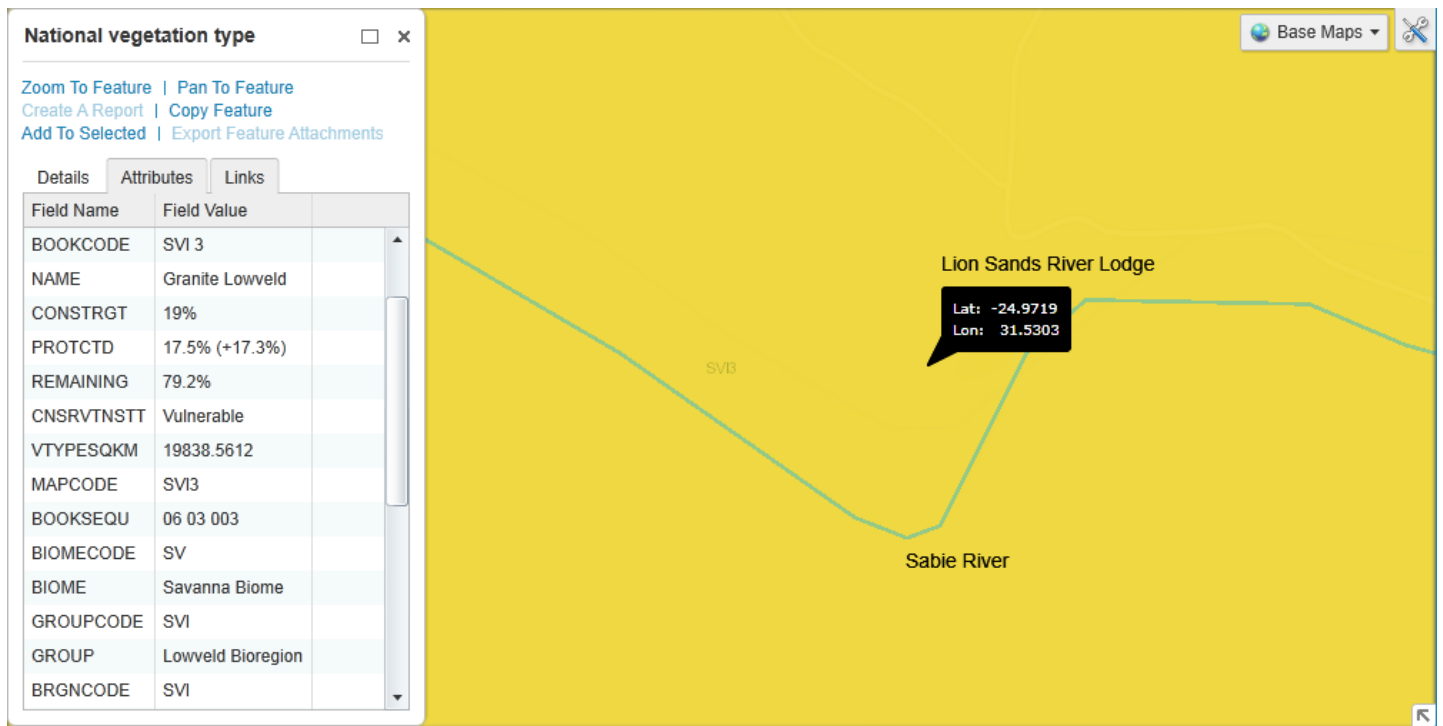 National vegetation type
Zoom To Feature | Pan To Feature
Create A Report | Copy Feature
Add To Selected | Export Feature Attachments
Details Attributes Links
Field Name Field Value
BOOKCODE SVI 3
NAME Granite Lowveld
CONSTRGT 19%
PROTCTD 17.5% (+17.3%)
REMAINING 79.2%
CNSRVTNSTT Vulnerable
VTYPESQKM 19838.5612
MAPCODE SVI3
BOOKSEQU 06 03 003
BIOMECODE SV
BIOME Savanna Biome
GROUPCODE SVI
GROUP Lowveld Bioregion
BRGNCODE SVI
Base Maps
Lion Sands River Lodge
Lat: -24.9719
Lon: 31.5303
SVI3
Sabie River